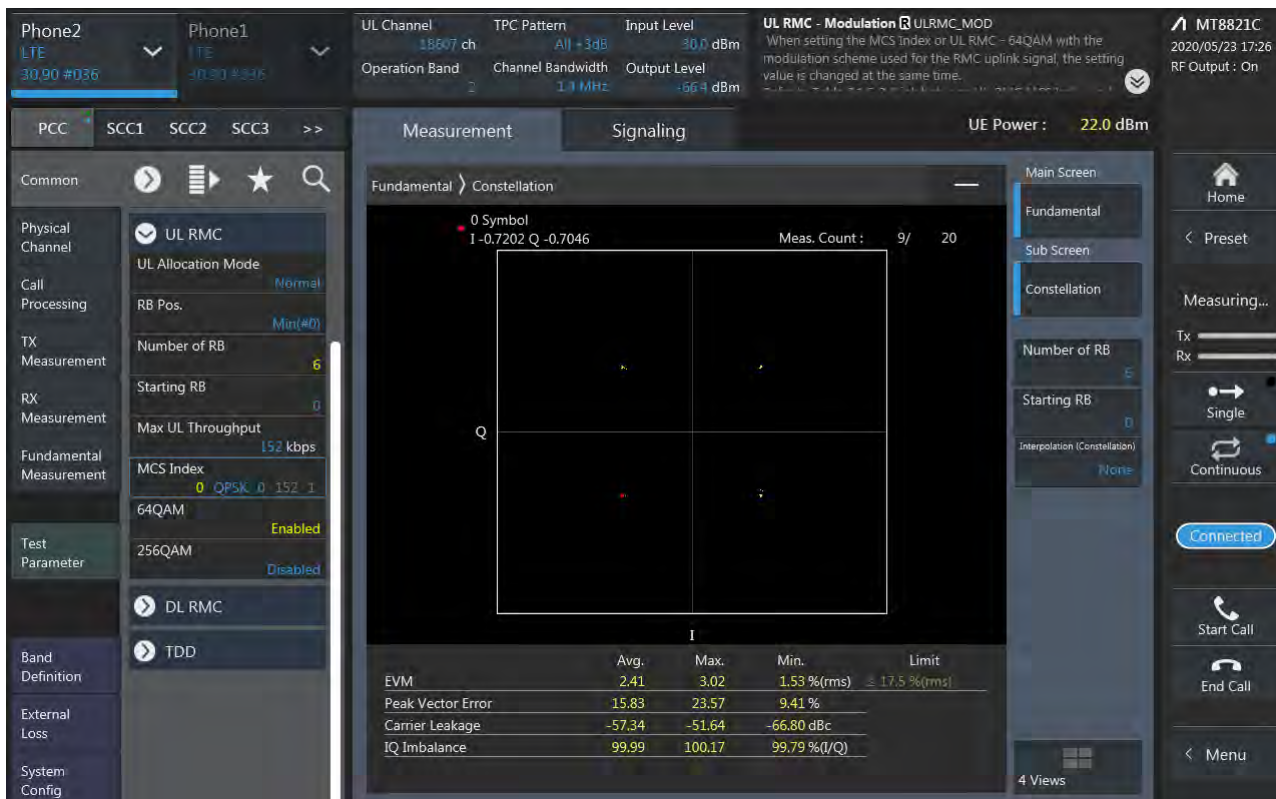 Phone2
LTE
30.90 #036
Phone1
LTE
UL Channel
18607 ch
Operation Band
2
TPC Pattern
All +3dB
Channel Bandwidth
1.4 MHz
Input Level
30.0 dBm
Output Level
-66.4 dBm
UL RMC - Modulation R ULRMC_MOD
When setting the MCS Index or UL RMC - 64QAM with the
modulation scheme used for the RMC uplink signal, the setting
value is changed at the same time.
MT8821C
2020/05/23 17:26
RF Output : On
PCC SCC1 SCC2 SCC3 >>
Measurement
Signaling
UE Power : 22.0 dBm
Common
Physical
Channel
Call
Processing
TX
Measurement
RX
Measurement
Fundamental
Measurement
Test
Parameter
Band
Definition
External
Loss
System
Config
UL RMC
UL Allocation Mode
Normal
RB Pos.
Min(#0)
Number of RB
6
Starting RB
0
Max UL Throughput
152 kbps
MCS Index
0 QPSK 0 152 1
64QAM
Enabled
256QAM
Disabled
DL RMC
TDD
Fundamental > Constellation
0 Symbol
I -0.7202 Q -0.7046
Meas. Count : 9/ 20
Q
I
Avg. Max. Min. Limit
EVM 2.41 3.02 1.53 %(rms) ≤ 17.5 %(rms)
Peak Vector Error 15.83 23.57 9.41 %
Carrier Leakage -57.34 -51.64 -66.80 dBc
IQ Imbalance 99.99 100.17 99.79 %(I/Q)
Main Screen
Fundamental
Sub Screen
Constellation
Number of RB
6
Starting RB
0
Interpolation (Constellation)
None
4 Views
Home
< Preset
Measuring...
Tx
Rx
Single
Continuous
Connected
Start Call
End Call
< Menu